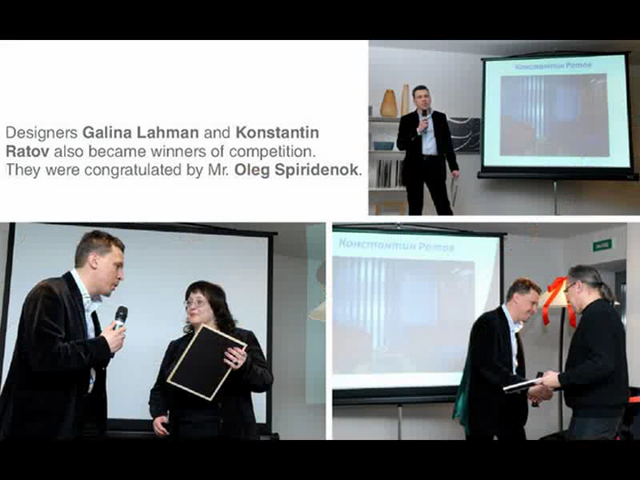 Designers Galina Lahman and Konstantin
Ratov also became winners of competition.
They were congratulated by Mr. Oleg Spiridenok.
Константин Ратов
Константин Ратов